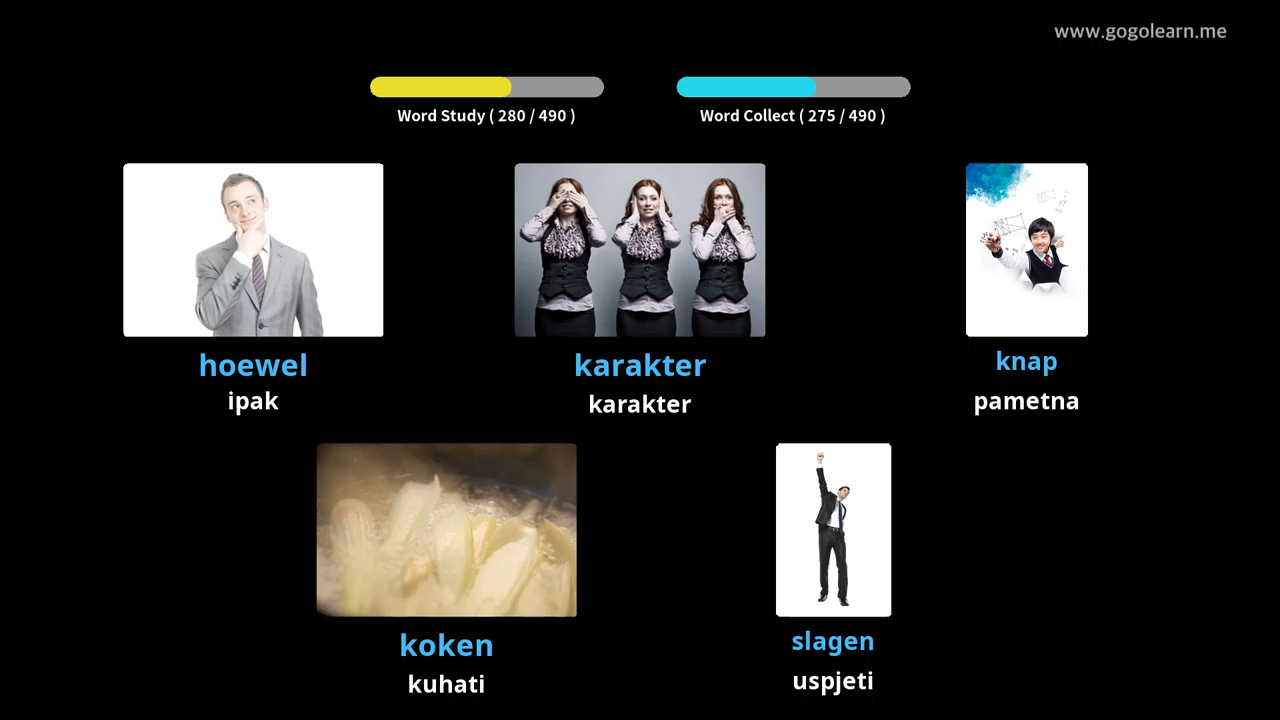 www.gogolearn.me
Word Study ( 280 / 490 )
Word Collect ( 275 / 490 )
hoewel
ipak
karakter
karakter
knap
pametna
koken
kuhati
slagen
uspjeti